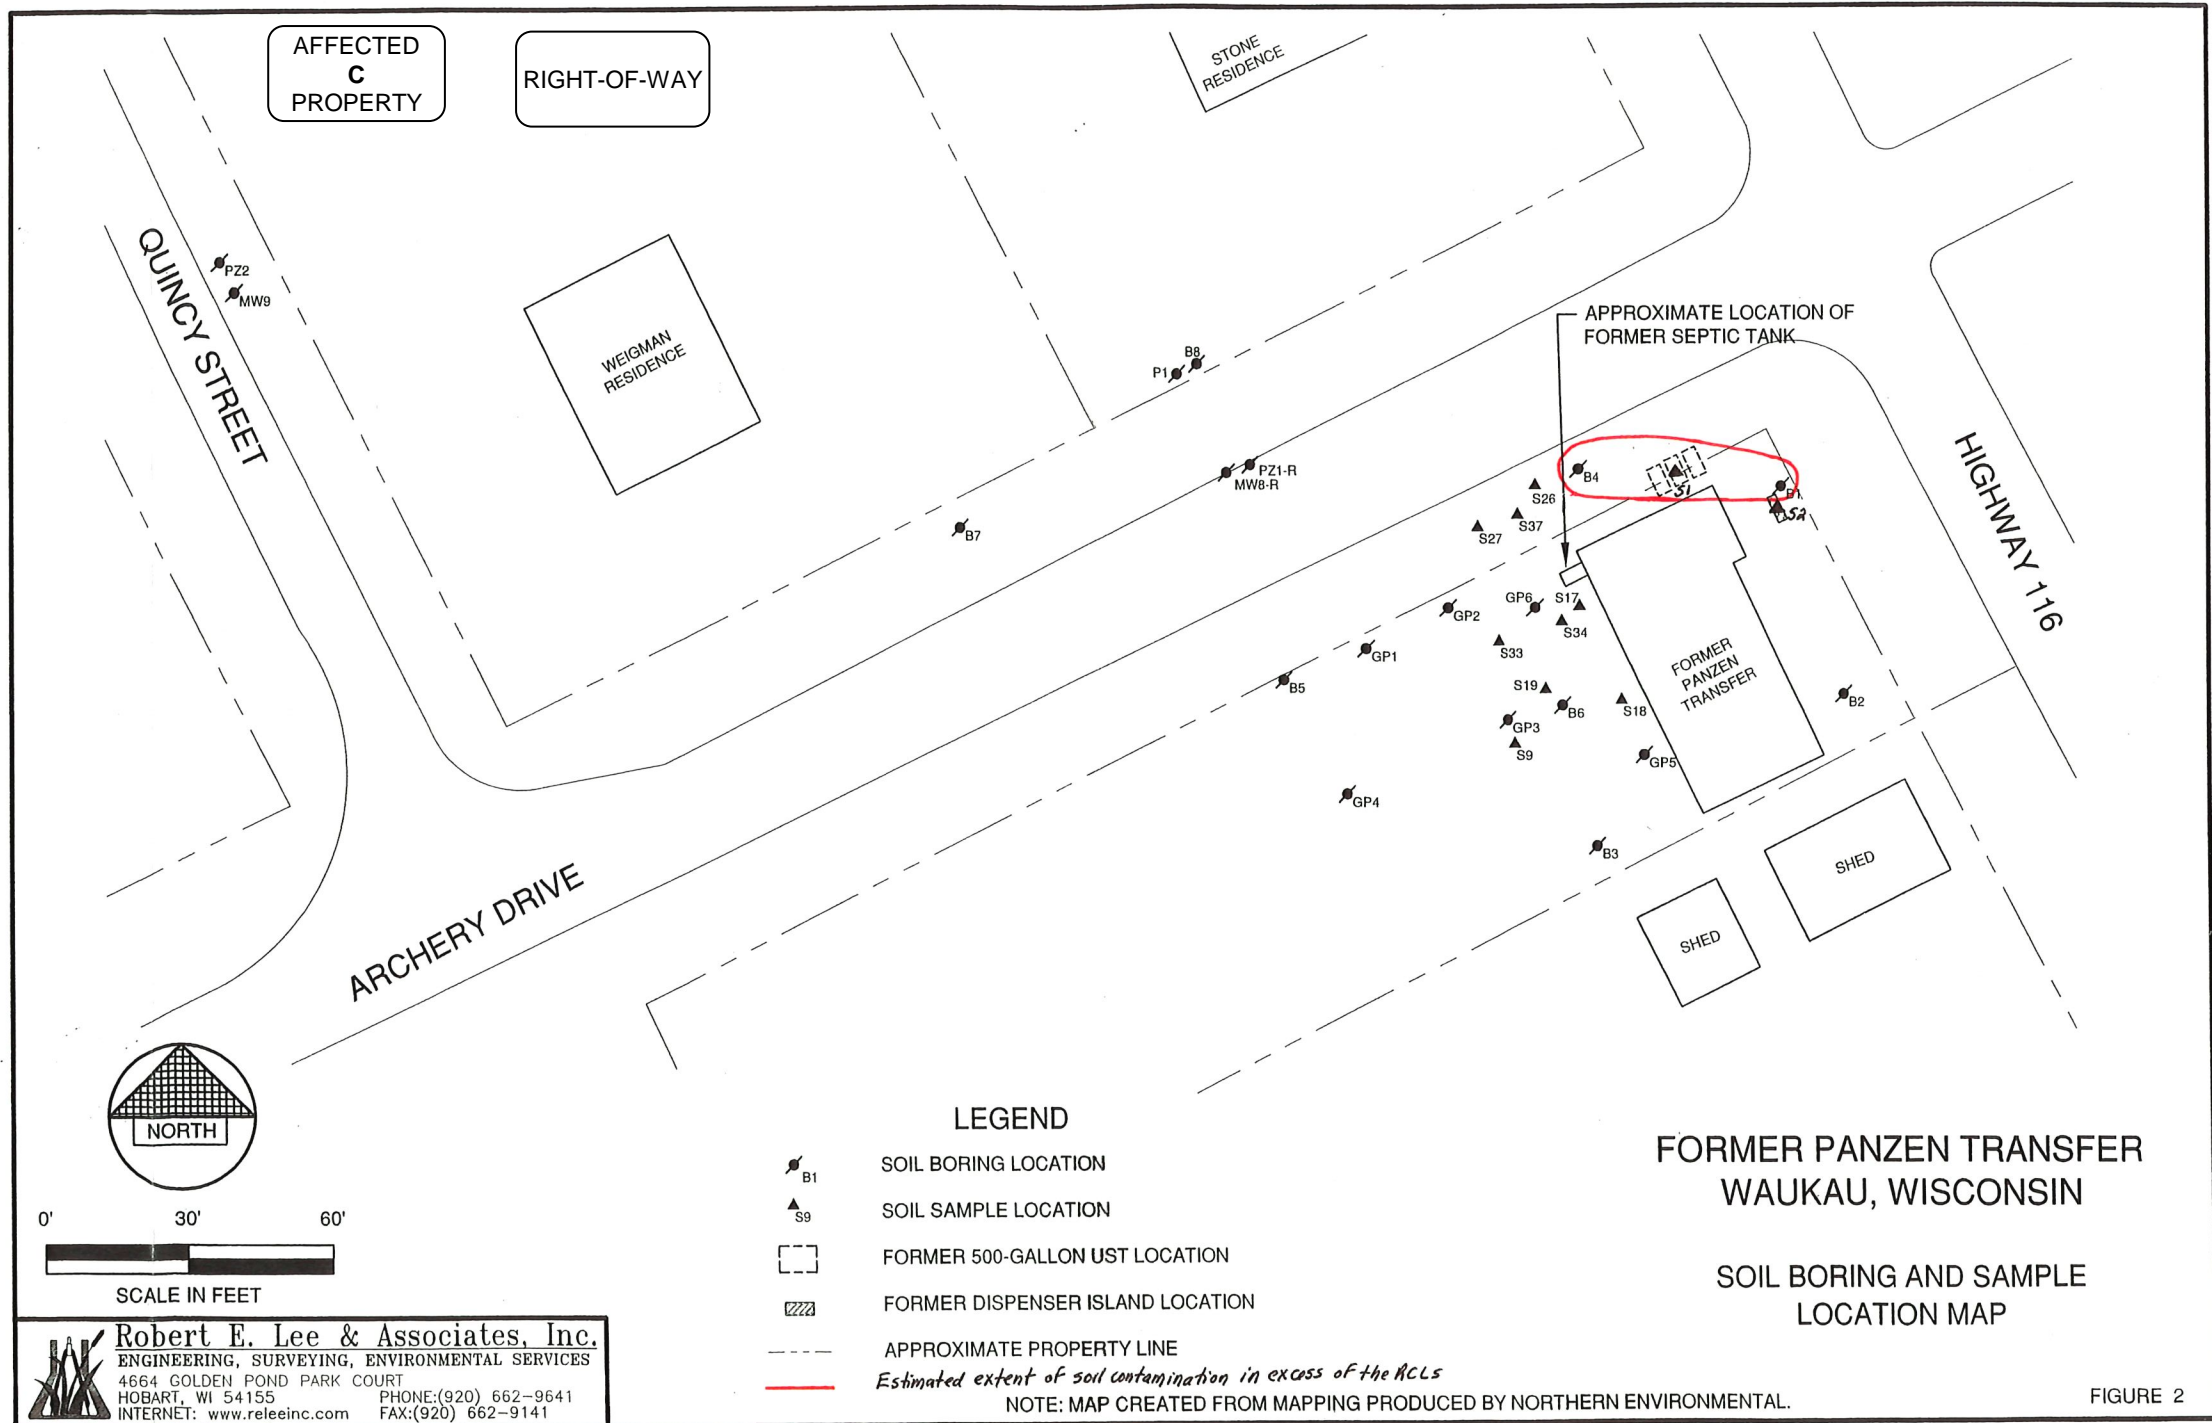 AFFECTED
C
PROPERTY
RIGHT-OF-WAY
STONE
RESIDENCE
QUINCY STREET
PZ2
MW9
WEIGMAN
RESIDENCE
APPROXIMATE LOCATION OF
FORMER SEPTIC TANK
P1
B8
PZ1-R
MW8-R
B7
B4
S1
B1
S2
S26
S37
S27
HIGHWAY 116
GP2
GP6
S17
S34
S33
GP1
B5
S19
B6
S18
GP3
S9
GP5
GP4
B3
B2
FORMER
PANZEN
TRANSFER
SHED
SHED
ARCHERY DRIVE
NORTH
0' 30' 60'
SCALE IN FEET
LEGEND
B1 SOIL BORING LOCATION
S9 SOIL SAMPLE LOCATION
FORMER 500-GALLON UST LOCATION
FORMER DISPENSER ISLAND LOCATION
APPROXIMATE PROPERTY LINE
Estimated extent of soil contamination in excess of the RCLs
NOTE: MAP CREATED FROM MAPPING PRODUCED BY NORTHERN ENVIRONMENTAL.
FORMER PANZEN TRANSFER
WAUKAU, WISCONSIN
SOIL BORING AND SAMPLE
LOCATION MAP
FIGURE 2
Robert E. Lee & Associates, Inc.
ENGINEERING, SURVEYING, ENVIRONMENTAL SERVICES
4664 GOLDEN POND PARK COURT
HOBART, WI 54155 PHONE:(920) 662-9641
INTERNET: www.releeinc.com FAX:(920) 662-9141